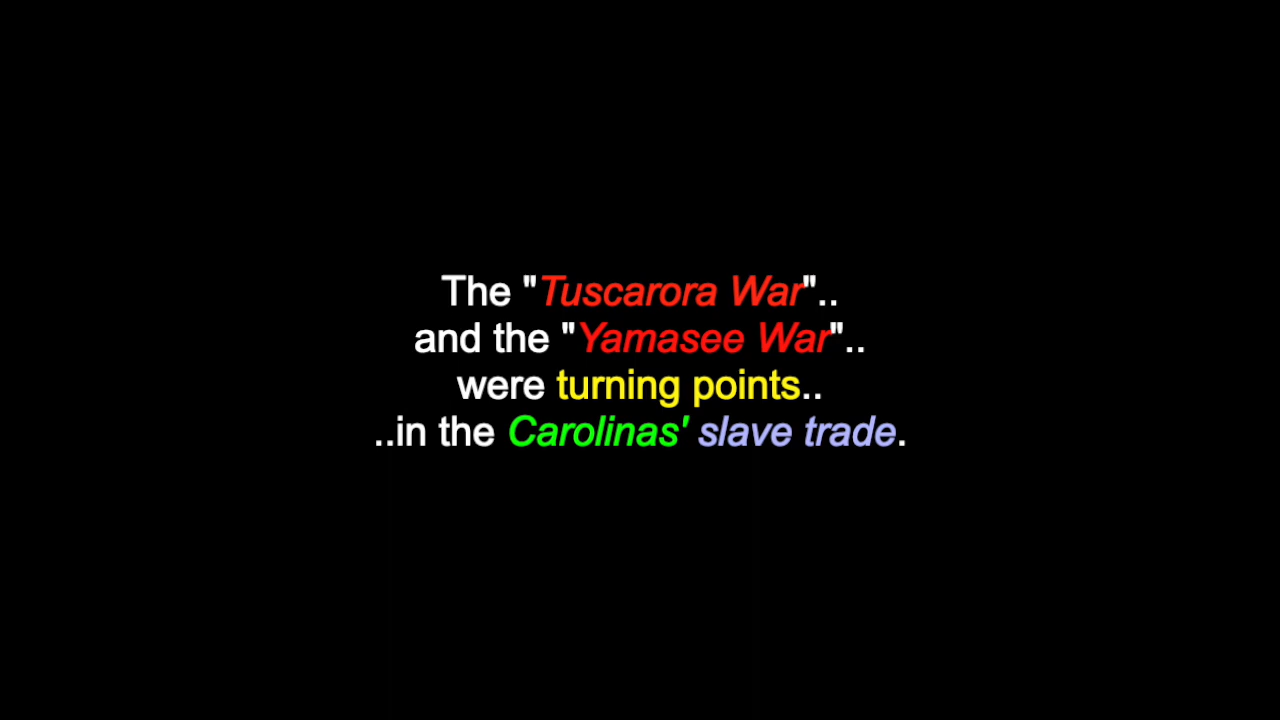 The "Tuscarora War"..
and the "Yamasee War"..
were turning points..
..in the Carolinas' slave trade.